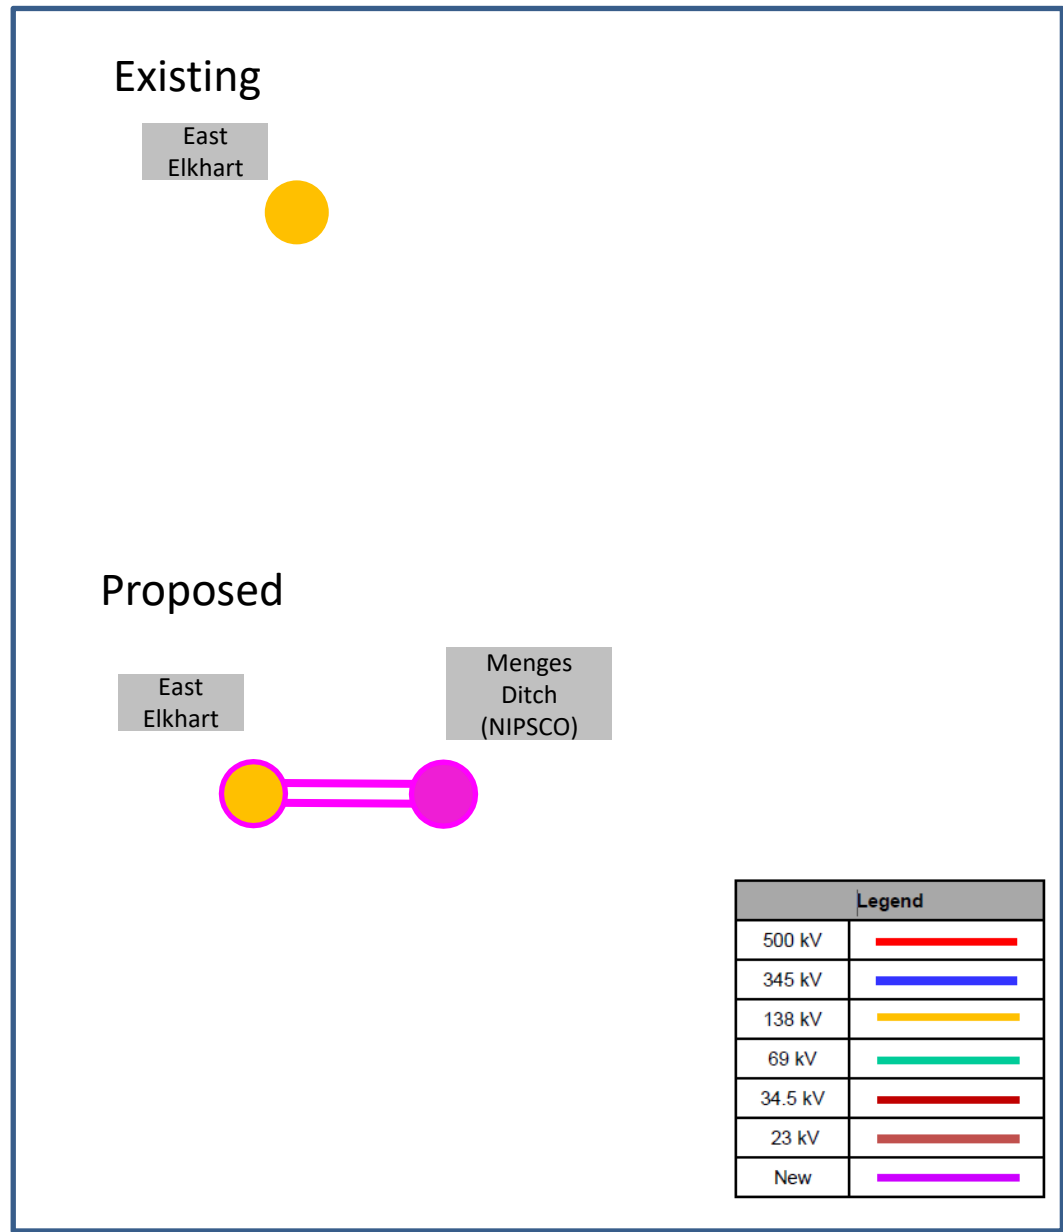 Existing
East
Elkhart
Proposed
East
Elkhart
Menges
Ditch
(NIPSCO)
Legend
500 kV
345 kV
138 kV
69 kV
34.5 kV
23 kV
New